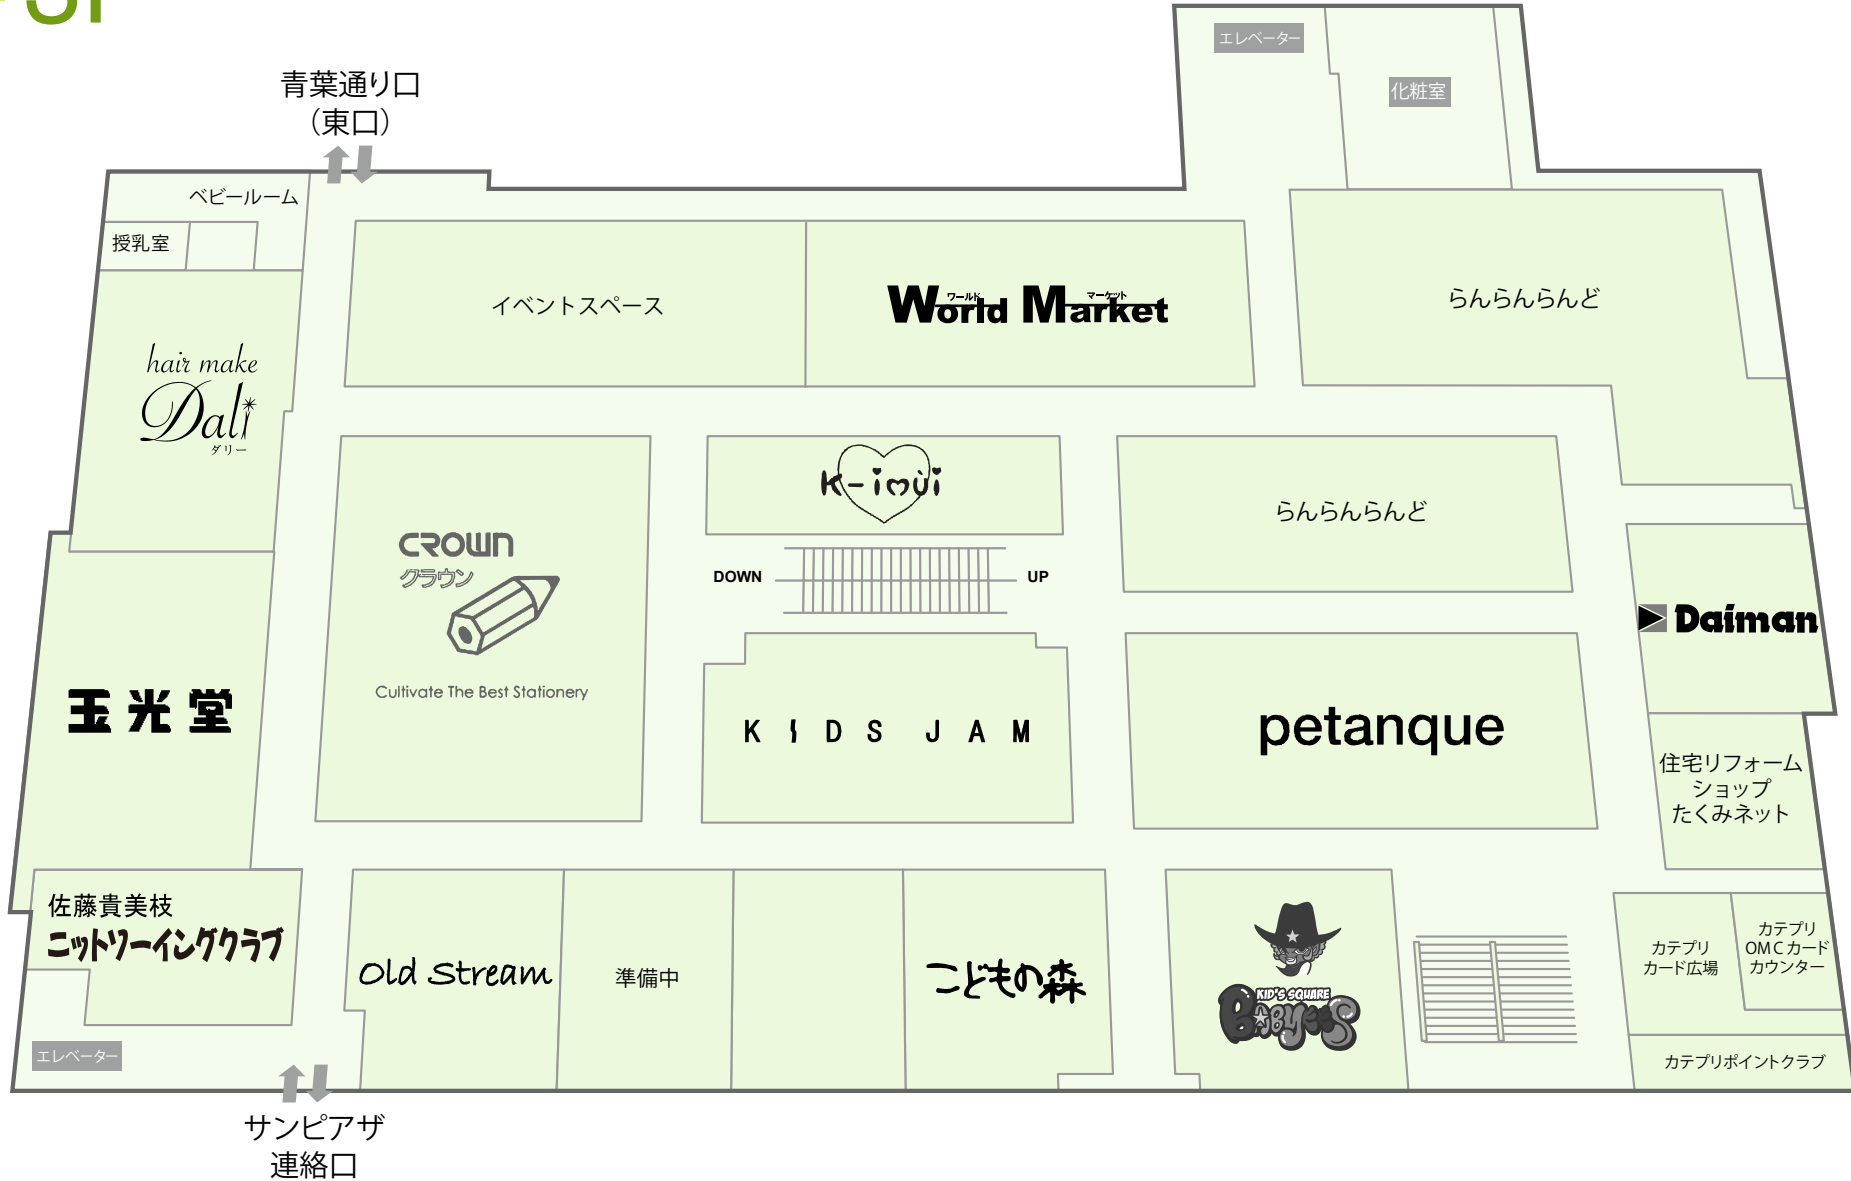 エレベーター
化粧室
青葉通り口
（東口）
ベビールーム
授乳室
イベントスペース
World Market
ワールド マーケット
らんらんらんど
hair make
Dali
ダリー
K-imùi
らんらんらんど
CROWN
クラウン
DOWN
UP
Daiman
Cultivate The Best Stationery
玉光堂
KIDS JAM
petanque
住宅リフォーム
ショップ
たくみネット
佐藤貴美枝
ニットソーイングクラブ
Old Stream
準備中
こどもの森
KID'S SQUARE
カテプリ
カード広場
カテプリ
OMCカード
カウンター
カテプリポイントクラブ
エレベーター
サンピアザ
連絡口